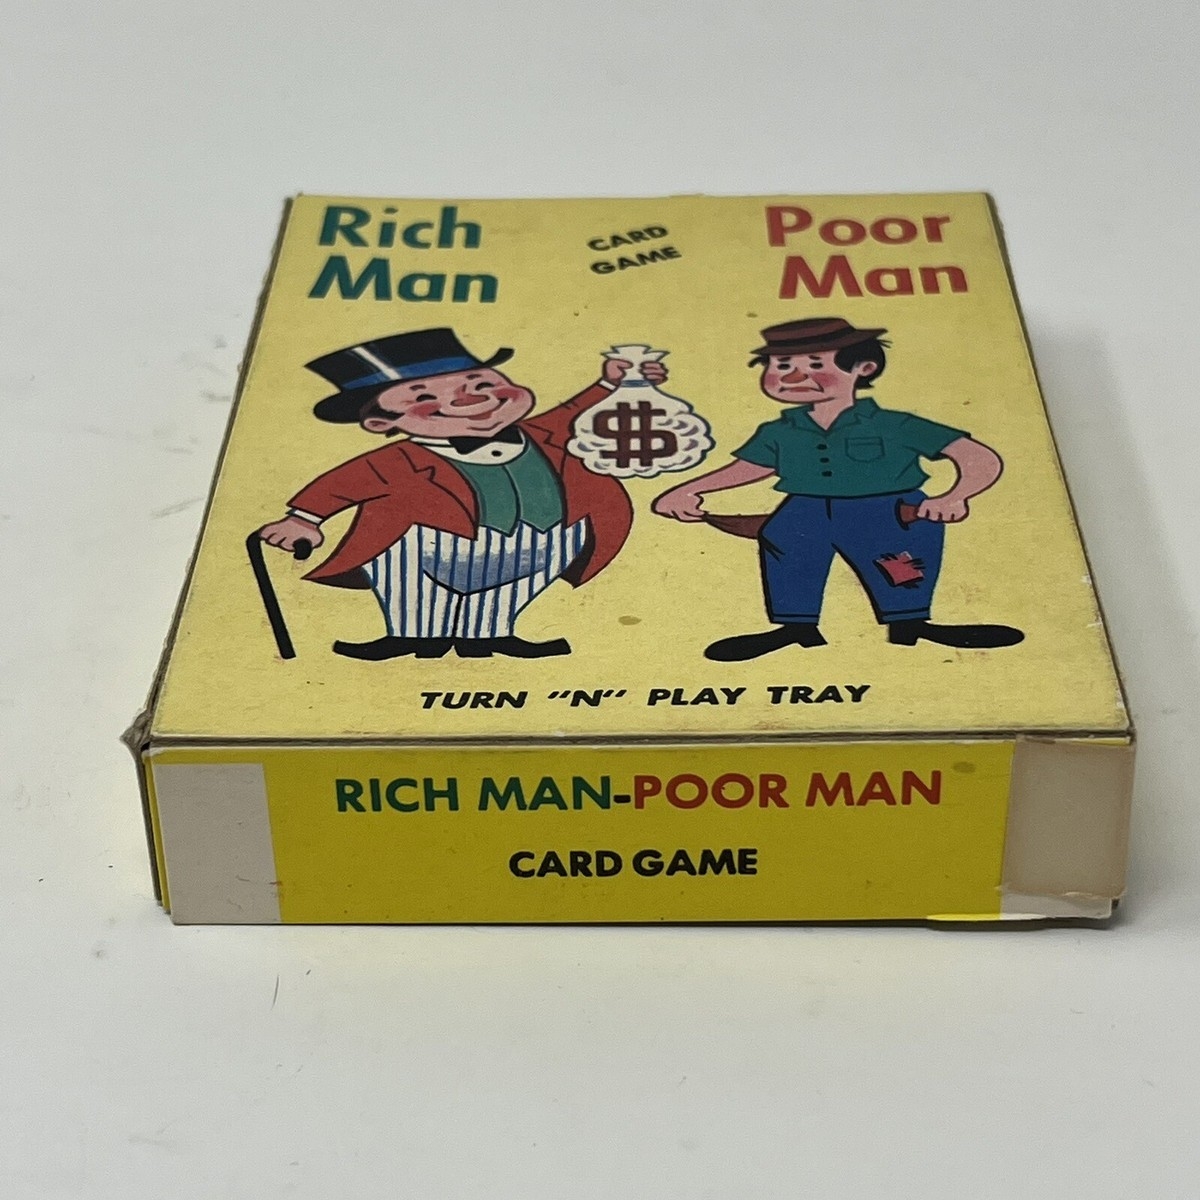 Rich
Man
CARD
GAME
Poor
Man
$
TURN "N" PLAY TRAY
RICH MAN-POOR MAN
CARD GAME